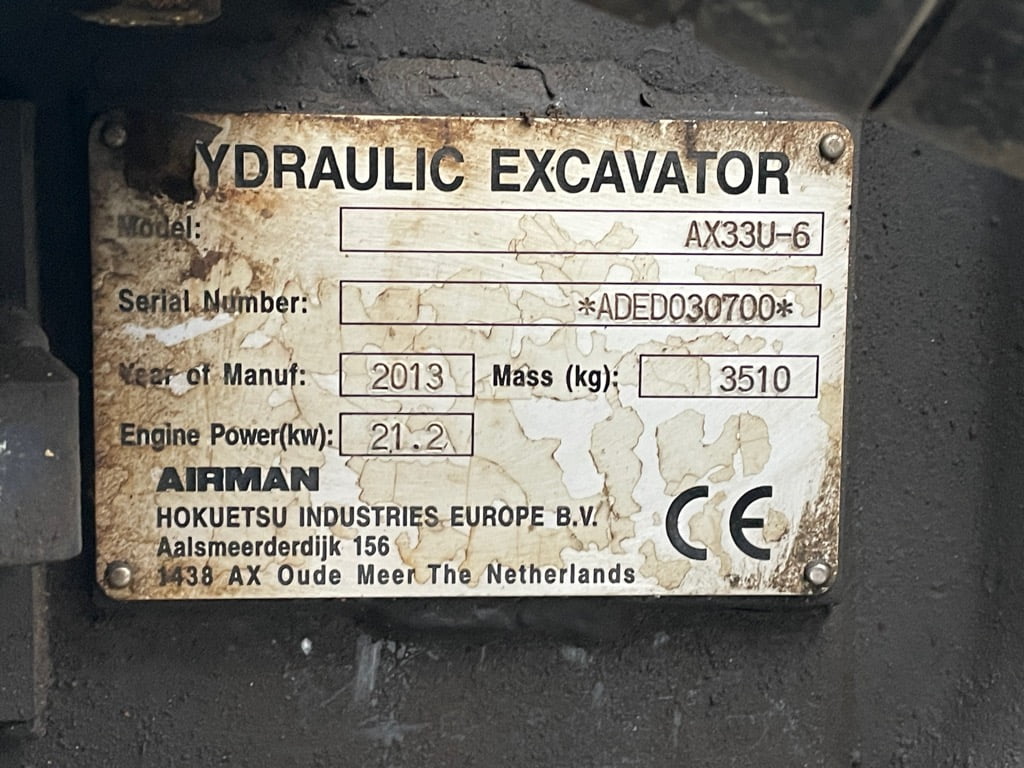 YDRAULIC EXCAVATOR
Model: AX33U-6
Serial Number: *ADED030700*
Year of Manuf: 2013 Mass (kg): 3510
Engine Power(kw): 21.2
AIRMAN
HOKUETSU INDUSTRIES EUROPE B.V.
Aalsmeerderdijk 156
1438 AX Oude Meer The Netherlands
CE